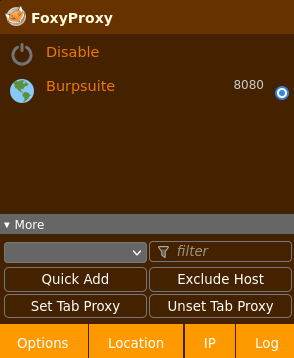 FoxyProxy
Disable
Burpsuite 8080
▾ More
filter
Quick Add Exclude Host
Set Tab Proxy Unset Tab Proxy
Options Location IP Log